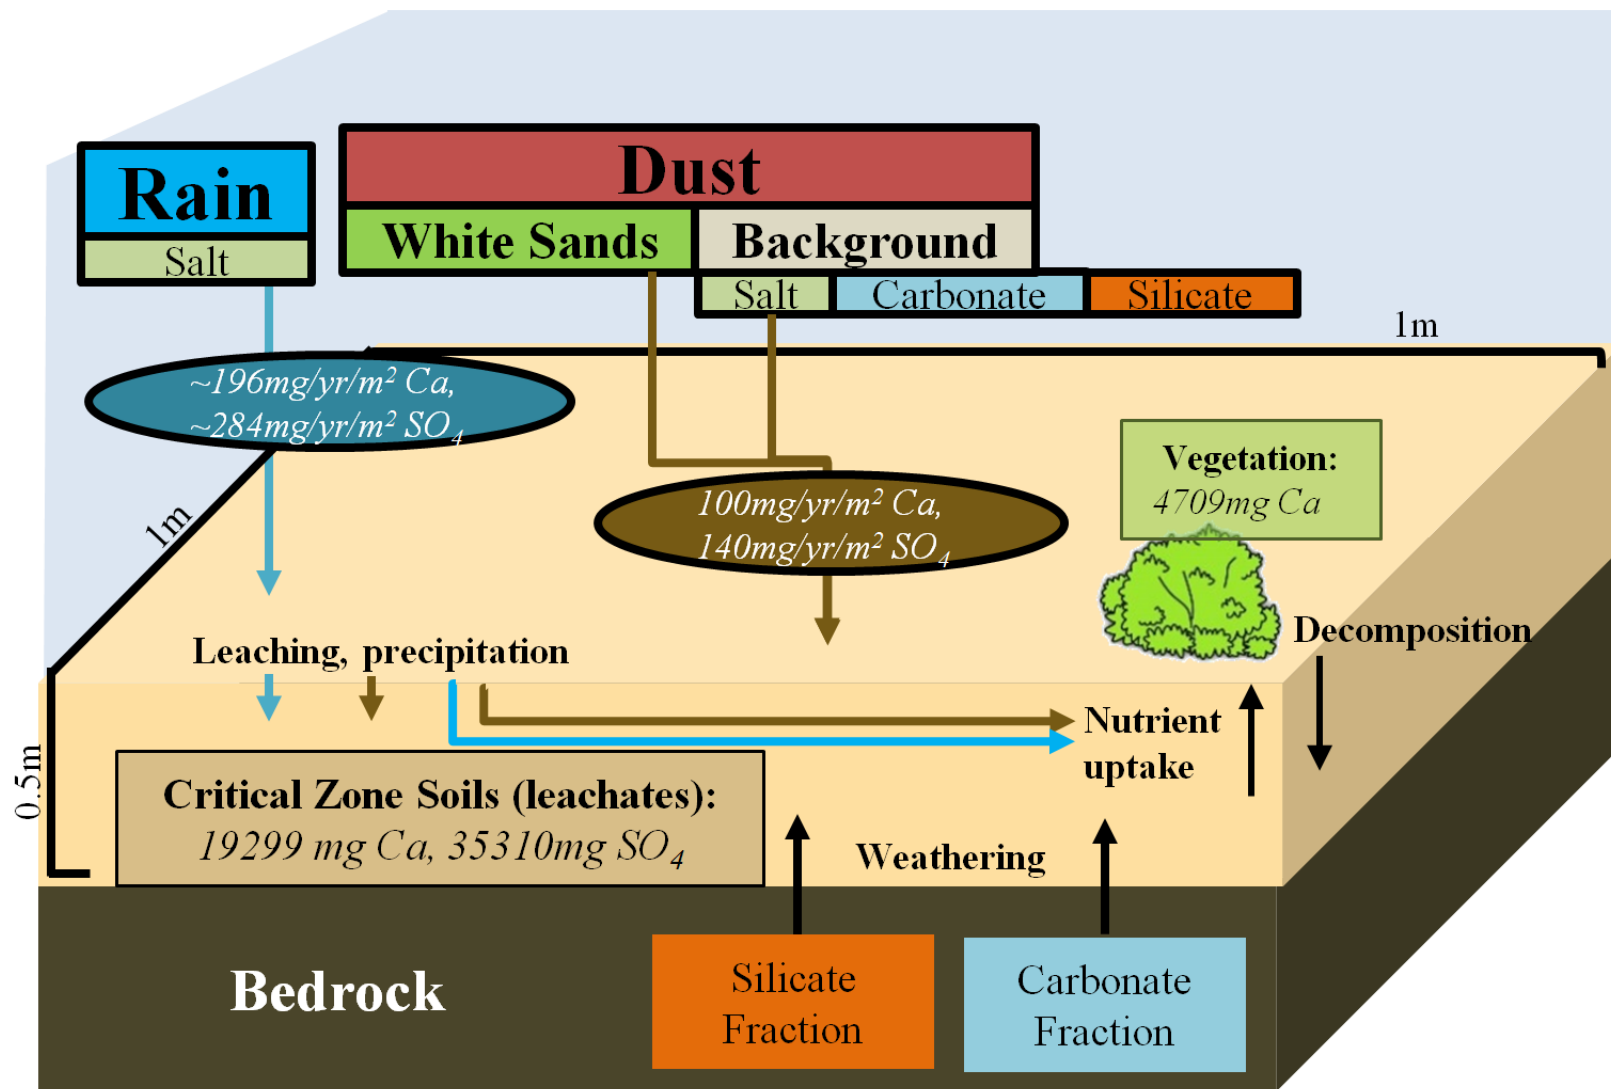 Rain
Salt
Dust
White Sands
Background
Salt
Carbonate
Silicate
1m
~196mg/yr/m² Ca,
~284mg/yr/m² SO₄
1m
100mg/yr/m² Ca,
140mg/yr/m² SO₄
Vegetation:
4709mg Ca
Leaching, precipitation
Decomposition
Nutrient
uptake
0.5m
Critical Zone Soils (leachates):
19299 mg Ca, 35310mg SO₄
Weathering
Bedrock
Silicate
Fraction
Carbonate
Fraction